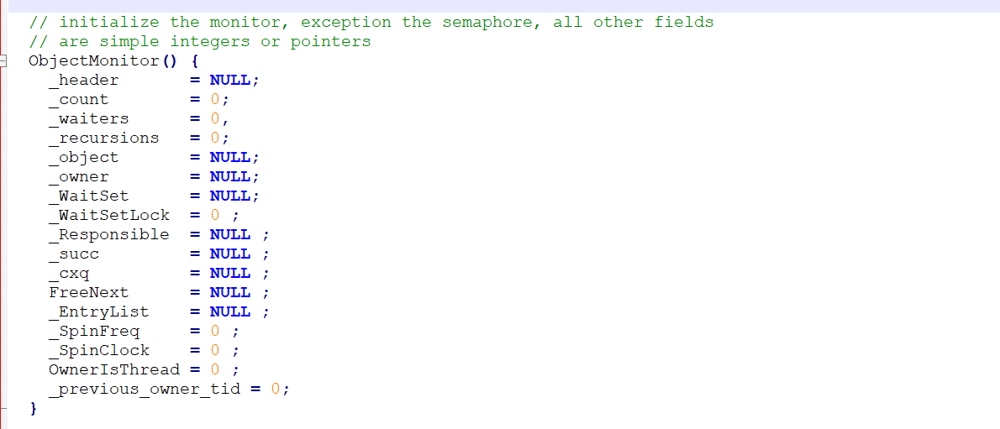 // initialize the monitor, exception the semaphore, all other fields
// are simple integers or pointers
ObjectMonitor() {
  _header       = NULL;
  _count        = 0;
  _waiters      = 0,
  _recursions   = 0;
  _object       = NULL;
  _owner        = NULL;
  _WaitSet      = NULL;
  _WaitSetLock  = 0 ;
  _Responsible  = NULL ;
  _succ         = NULL ;
  _cxq          = NULL ;
  FreeNext      = NULL ;
  _EntryList    = NULL ;
  _SpinFreq     = 0 ;
  _SpinClock    = 0 ;
  OwnerIsThread = 0 ;
  _previous_owner_tid = 0;
}